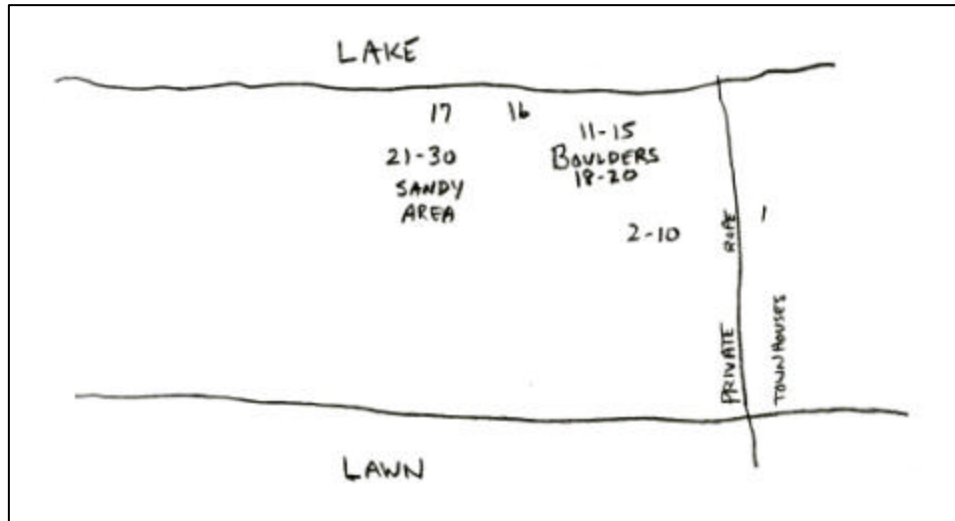 LAKE
17 16
11-15
BOULDERS
18-20
21-30
SANDY
AREA
2-10
1
PRIVATE ROPE
TOWNHOUSES
LAWN